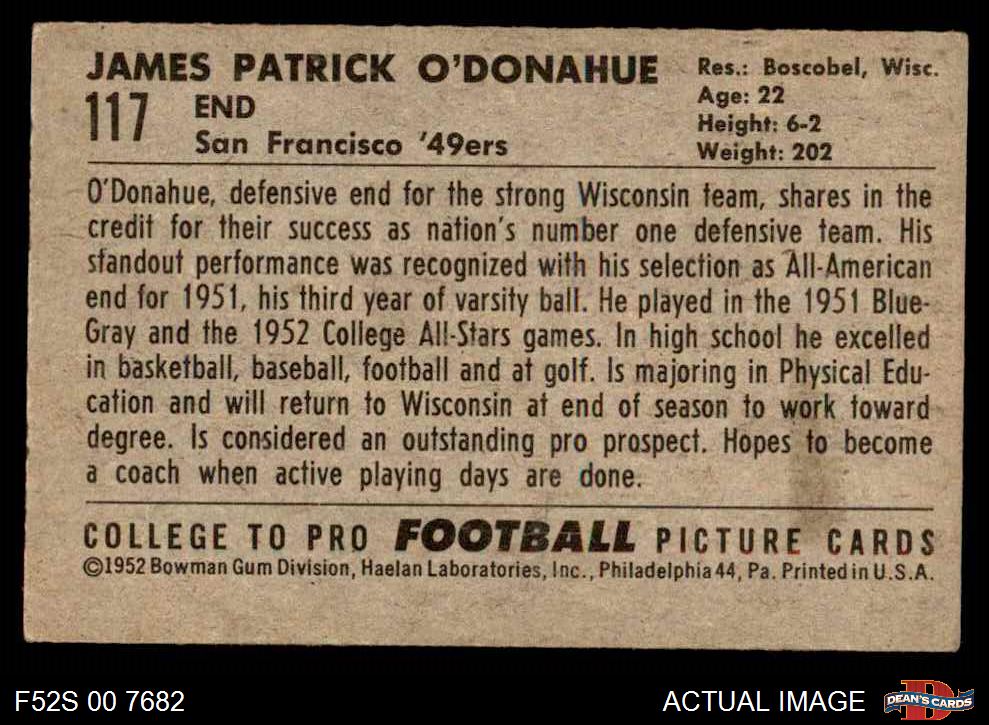 JAMES PATRICK O'DONAHUE
117
END
San Francisco '49ers
Res.: Boscobel, Wisc.
Age: 22
Height: 6-2
Weight: 202
O'Donahue, defensive end for the strong Wisconsin team, shares in the
credit for their success as nation's number one defensive team. His
standout performance was recognized with his selection as All-American
end for 1951, his third year of varsity ball. He played in the 1951 Blue-
Gray and the 1952 College All-Stars games. In high school he excelled
in basketball, baseball, football and at golf. Is majoring in Physical Edu-
cation and will return to Wisconsin at end of season to work toward
degree. Is considered an outstanding pro prospect. Hopes to become
a coach when active playing days are done.
COLLEGE TO PRO FOOTBALL PICTURE CARDS
©1952 Bowman Gum Division, Haelan Laboratories, Inc., Philadelphia 44, Pa. Printed in U.S.A.
F52S 00 7682
ACTUAL IMAGE
D
DEAN'S CARDS